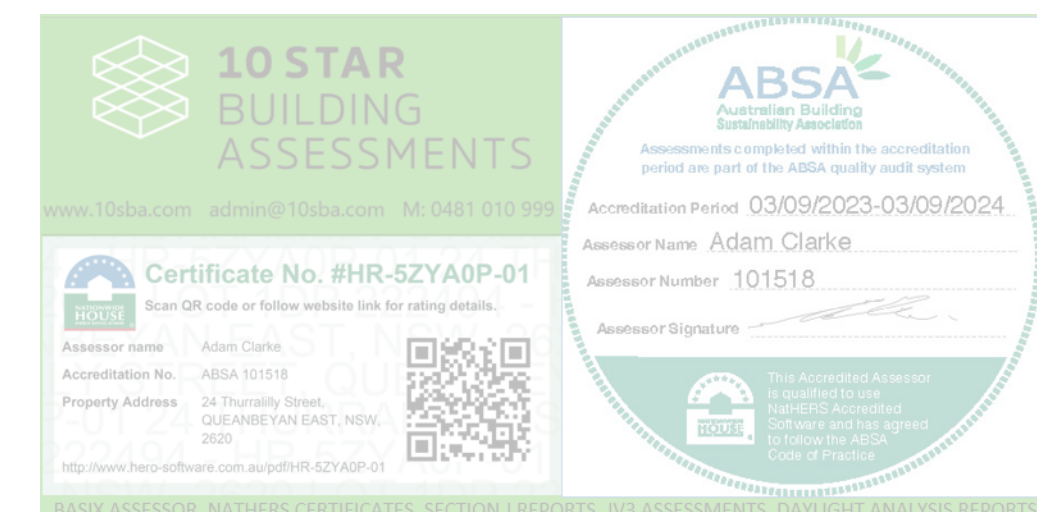 10 STAR
BUILDING
ASSESSMENTS
www.10sba.com admin@10sba.com M: 0481 010 999
Certificate No. #HR-5ZYA0P-01
Scan QR code or follow website link for rating details.
NATIONWIDE
HOUSE
Assessor name Adam Clarke
Accreditation No. ABSA 101518
Property Address 24 Thurralilly Street,
QUEANBEYAN EAST, NSW,
2620
http://www.hero-software.com.au/pdf/HR-5ZYA0P-01
ABSA
Australian Building
Sustainability Association
Assessments completed within the accreditation
period are part of the ABSA quality audit system
Accreditation Period 03/09/2023-03/09/2024
Assessor Name Adam Clarke
Assessor Number 101518
Assessor Signature
NATIONWIDE
HOUSE
This Accredited Assessor
is qualified to use
NatHERS Accredited
Software and has agreed
to follow the ABSA
Code of Practice
BASIX ASSESSOR, NATHERS CERTIFICATES, SECTION J REPORTS, JV3 ASSESSMENTS, DAYLIGHT ANALYSIS REPORTS